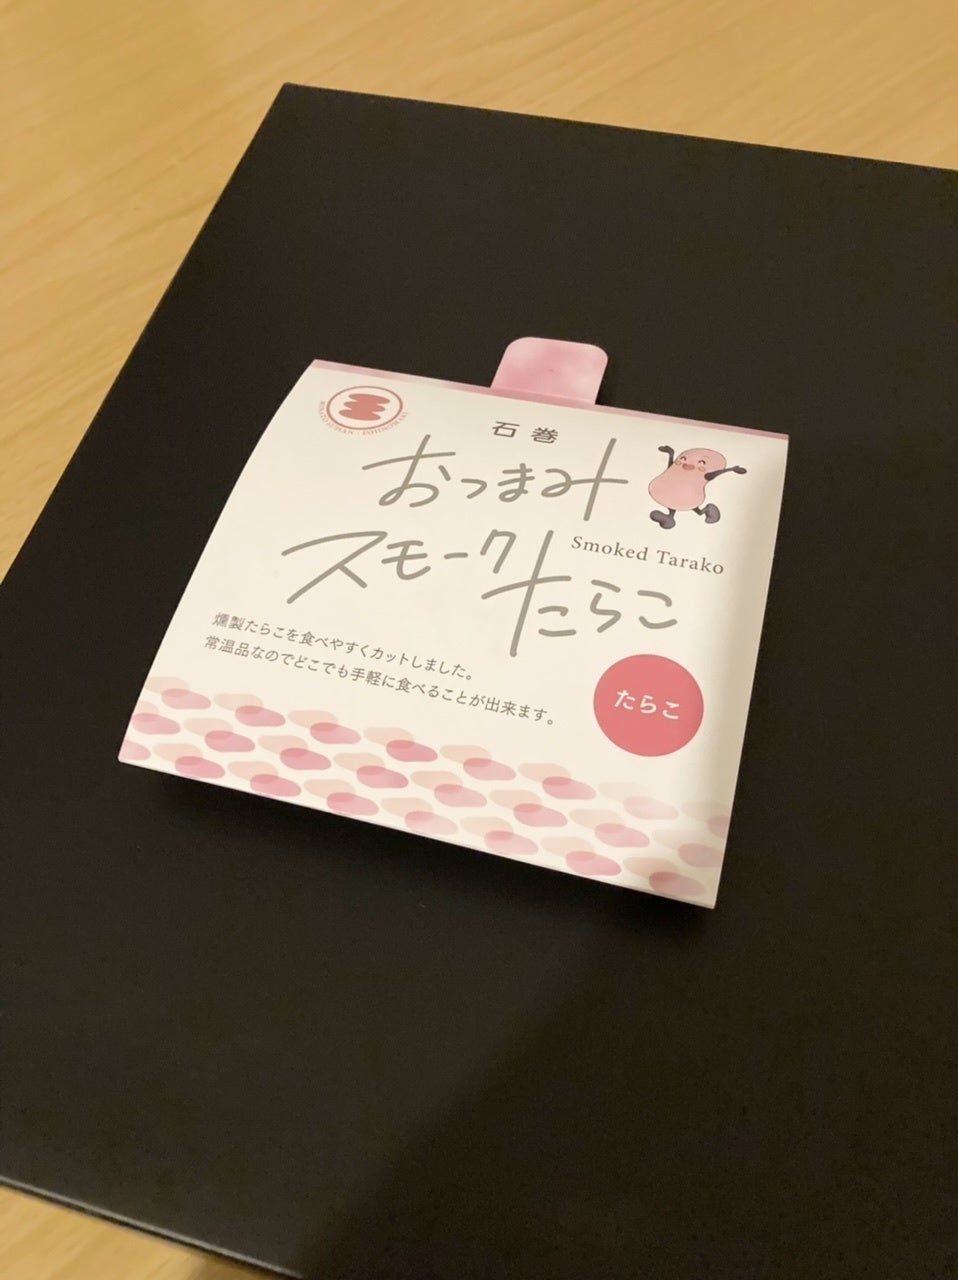 石巻
おつまみ
スモークたらこ
Smoked Tarako
燻製たらこを食べやすくカットしました。
常温品なのでどこでも手軽に食べることが出来ます。
たらこ